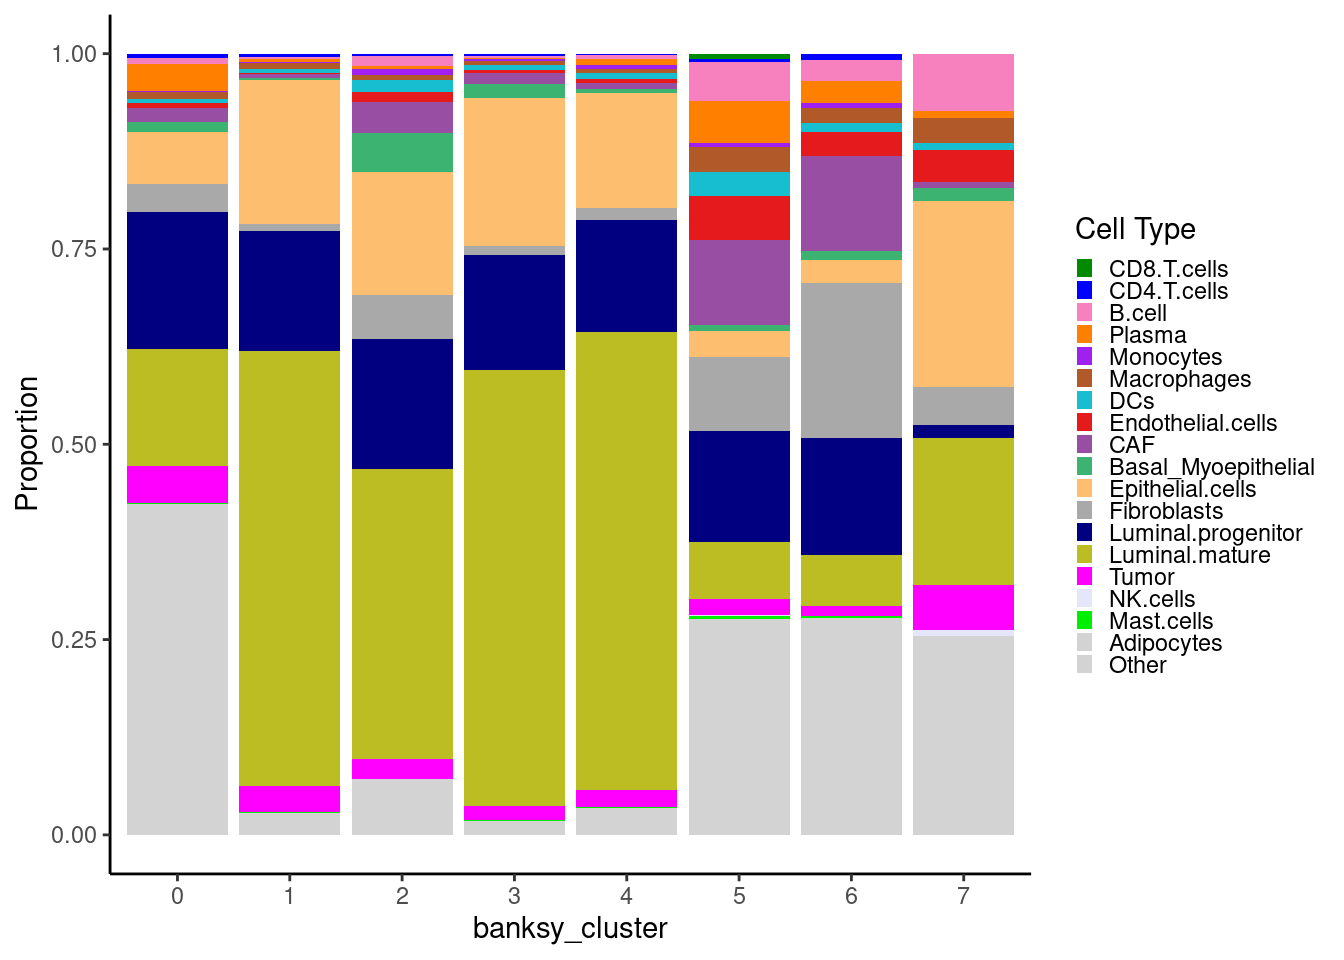 1.00
0.75
0.50
0.25
0.00
Proportion
0 1 2 3 4 5 6 7
banksy_cluster
Cell Type
CD8.T.cells
CD4.T.cells
B.cell
Plasma
Monocytes
Macrophages
DCs
Endothelial.cells
CAF
Basal_Myoepithelial
Epithelial.cells
Fibroblasts
Luminal.progenitor
Luminal.mature
Tumor
NK.cells
Mast.cells
Adipocytes
Other